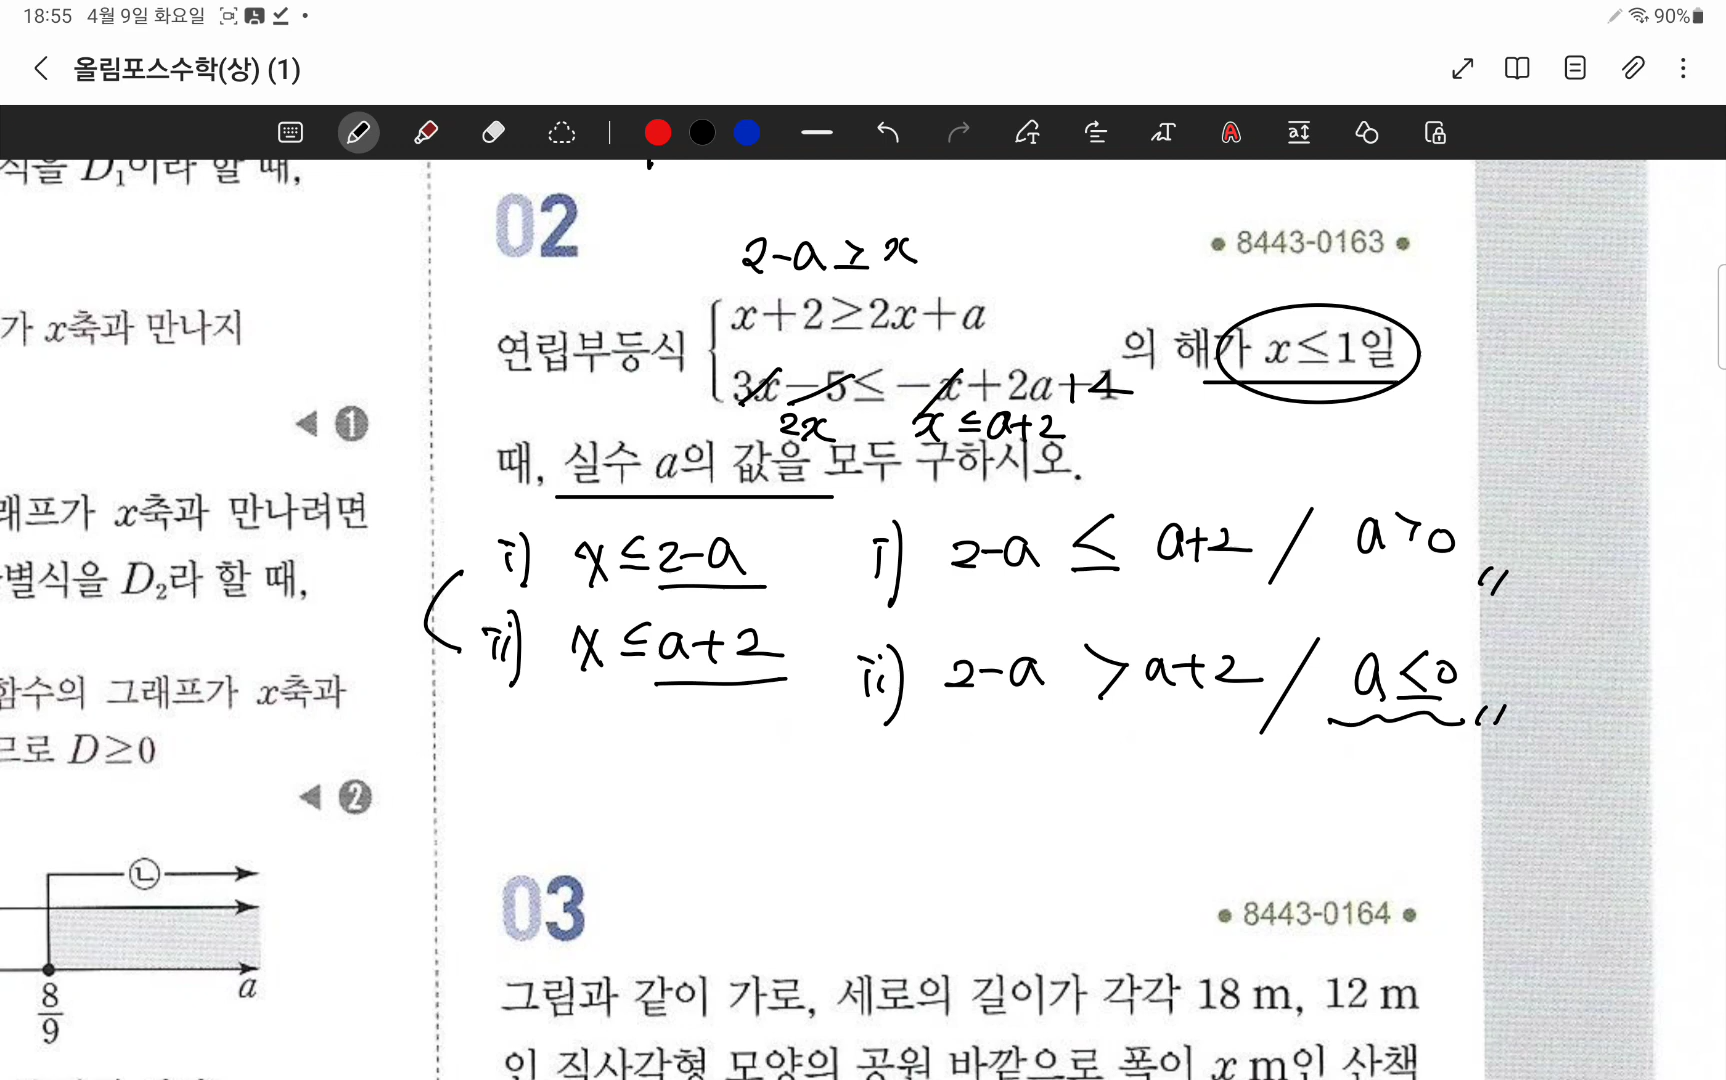 18:55 4월 9일 화요일
90%
올림포스수학(상) (1)
식을 D₁이라 할 때,
가 x축과 만나지
1
래프가 x축과 만나려면
별식을 D₂라 할 때,
함수의 그래프가 x축과
므로 D≥0
2
ㄴ
8/9
a
02
• 8443-0163 •
2-a ≥ x
연립부등식 { x+2≥2x+a
3x-5≤-x+2a+4
의 해가 x≤1일
2x x ≤ a+2
때, 실수 a의 값을 모두 구하시오.
i) x ≤ 2-a
ii) x ≤ a+2
i) 2-a ≤ a+2 / a>0 〃
ii) 2-a > a+2 / a≤0 〃
03
• 8443-0164 •
그림과 같이 가로, 세로의 길이가 각각 18 m, 12 m
인 직사각형 모양의 공원 바깥으로 폭이 x m인 산책